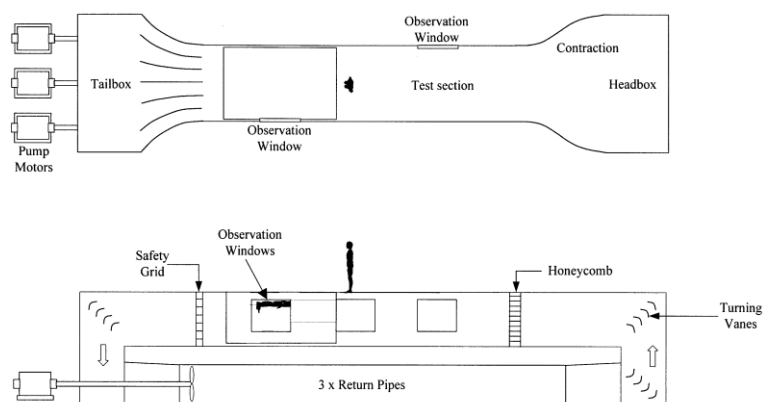 Observation
Window
Contraction
Tailbox
Test section
Headbox
Observation
Window
Pump
Motors
Observation
Windows
Safety
Grid
Honeycomb
Turning
Vanes
3 x Return Pipes